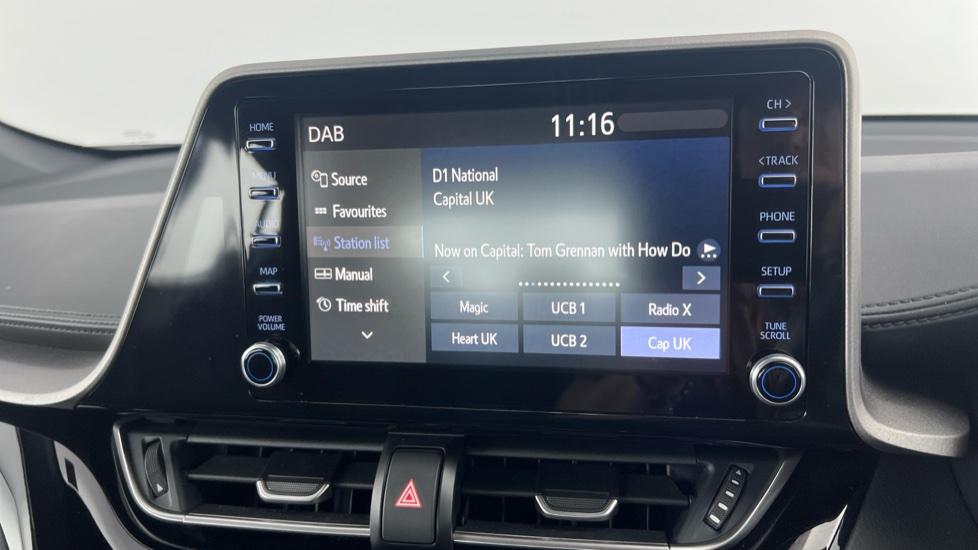 HOME
MENU
AUDIO
MAP
POWER
VOLUME
DAB
11:16
Source
Favourites
Station list
Manual
Time shift
D1 National
Capital UK
Now on Capital: Tom Grennan with How Do
Magic
UCB 1
Radio X
Heart UK
UCB 2
Cap UK
CH >
< TRACK
PHONE
SETUP
TUNE
SCROLL